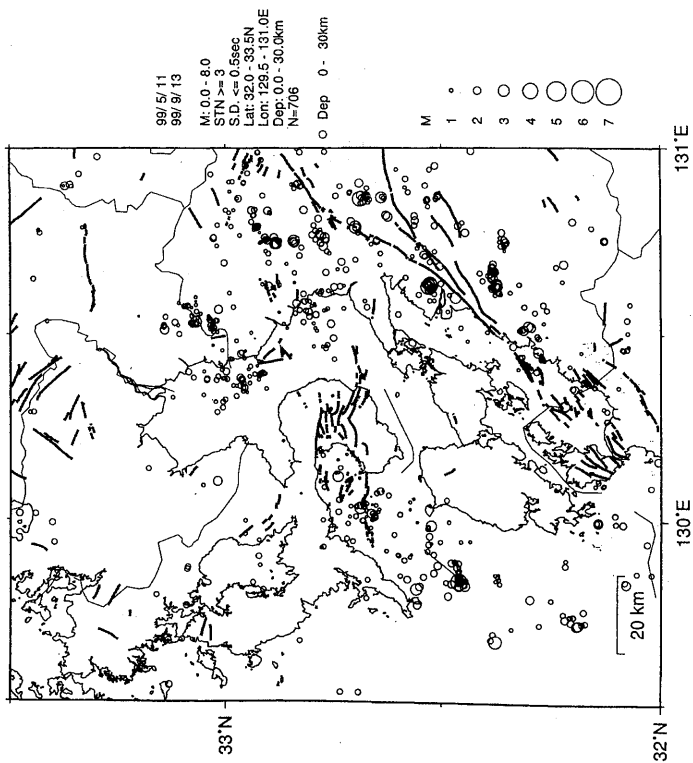 99/ 5/ 11
99/ 9/ 13
M: 0.0 - 8.0
STN >= 3
S.D. <= 0.5sec
Lat: 32.0 - 33.5N
Lon: 129.5 - 131.0E
Dep: 0.0 - 30.0km
N=706
Dep 0 - 30km
M
1
2
3
4
5
6
7
33°N
32°N
130°E
131°E
20 km